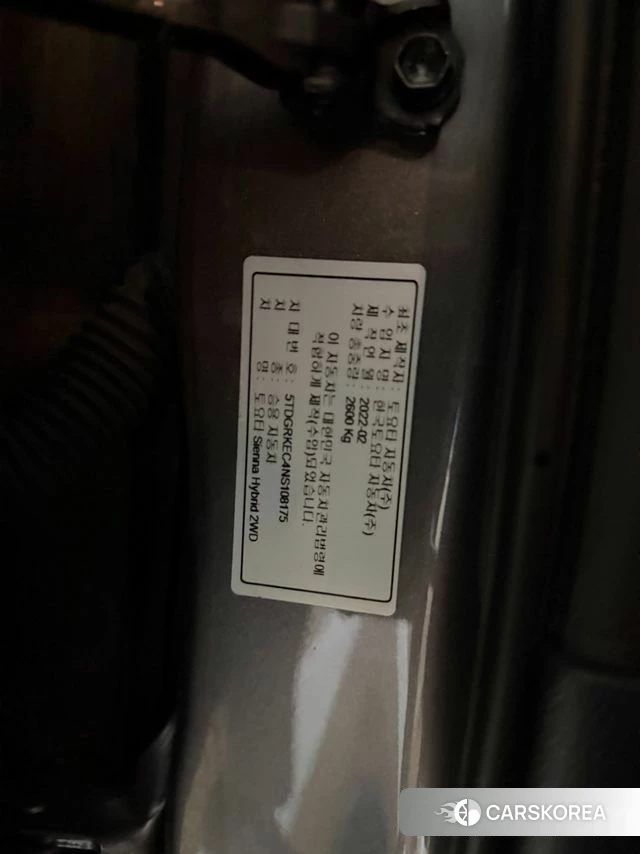 최초 제작사 : 토요타 자동차(주)
수 입 자 명 : 한국토요타 자동차(주)
제 작 연 월 : 2022-02
차량 총중량 : 2600 Kg
이 자동차는 대한민국 자동차관리법령에
적합하게 제작(수입)되었습니다.
차 대 번 호 : 5TDGRKEC4NS108175
차 종 : 승용 자동차
차 명 : 토요타 Sienna Hybrid 2WD
CARSKOREA